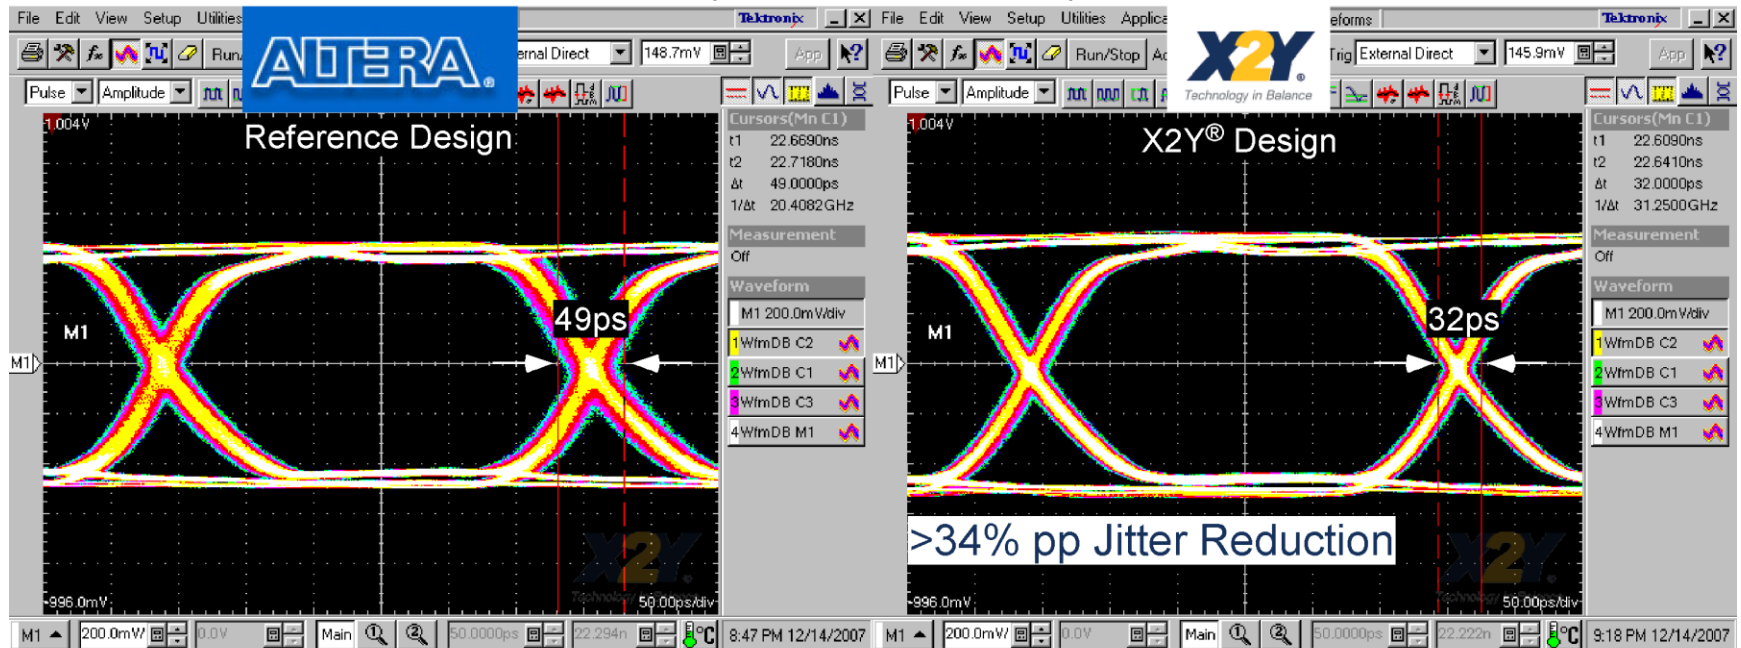 File Edit View Setup Utilities
Tektronix
ALTERA®
Run/
ernal Direct
148.7mV
App
Pulse
Amplitude
Reference Design
1.004V
Cursors(Mn C1)
t1 22.6690ns
t2 22.7180ns
Δt 49.0000ps
1/Δt 20.4082GHz
Measurement
Off
Waveform
M1 200.0mV/div
1 WfmDB C2
2 WfmDB C1
3 WfmDB C3
4 WfmDB M1
M1
M1
49ps
X2Y
-996.0mV
50.00ps/div
M1
200.0mV/
0.0V
Main
1
2
50.0000ps
22.294n
°C
8:47 PM 12/14/2007
File Edit View Setup Utilities Applica
eforms
Tektronix
X2Y®
Technology in Balance
Run/Stop
Trig
External Direct
145.9mV
App
Pulse
Amplitude
X2Y® Design
1.004V
Cursors(Mn C1)
t1 22.6090ns
t2 22.6410ns
Δt 32.0000ps
1/Δt 31.2500GHz
Measurement
Off
Waveform
M1 200.0mV/div
1 WfmDB C2
2 WfmDB C1
3 WfmDB C3
4 WfmDB M1
M1
M1
32ps
>34% pp Jitter Reduction
X2Y
-996.0mV
50.00ps/div
M1
200.0mV/
0.0V
Main
1
2
50.0000ps
22.222n
°C
9:18 PM 12/14/2007